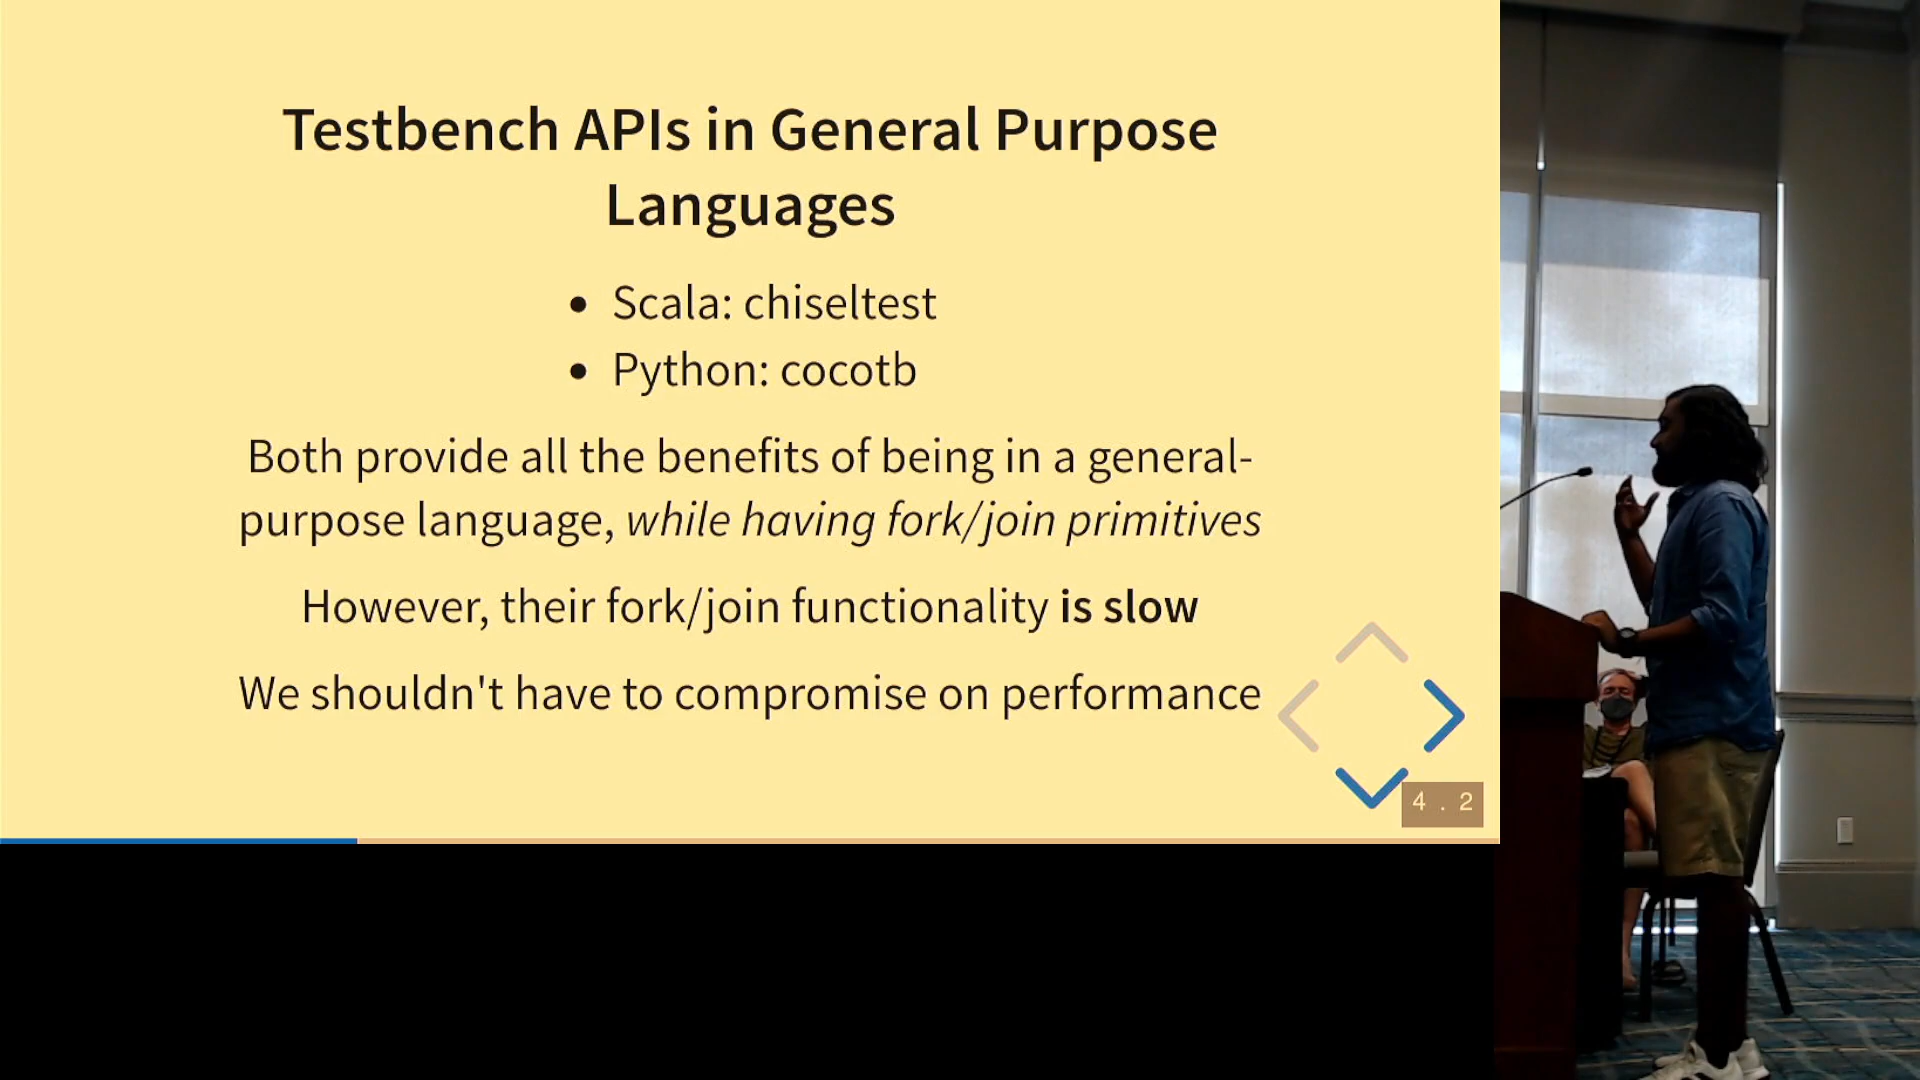 Testbench APIs in General Purpose
Languages
Scala: chiseltest
Python: cocotb
Both provide all the benefits of being in a general-
purpose language, while having fork/join primitives
However, their fork/join functionality is slow
We shouldn't have to compromise on performance
4 . 2